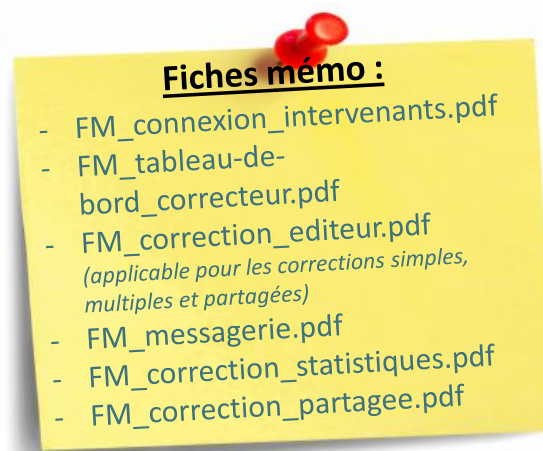 Fiches mémo :
- FM_connexion_intervenants.pdf
- FM_tableau-de-
bord_correcteur.pdf
- FM_correction_editeur.pdf
(applicable pour les corrections simples,
multiples et partagées)
- FM_messagerie.pdf
- FM_correction_statistiques.pdf
- FM_correction_partagee.pdf